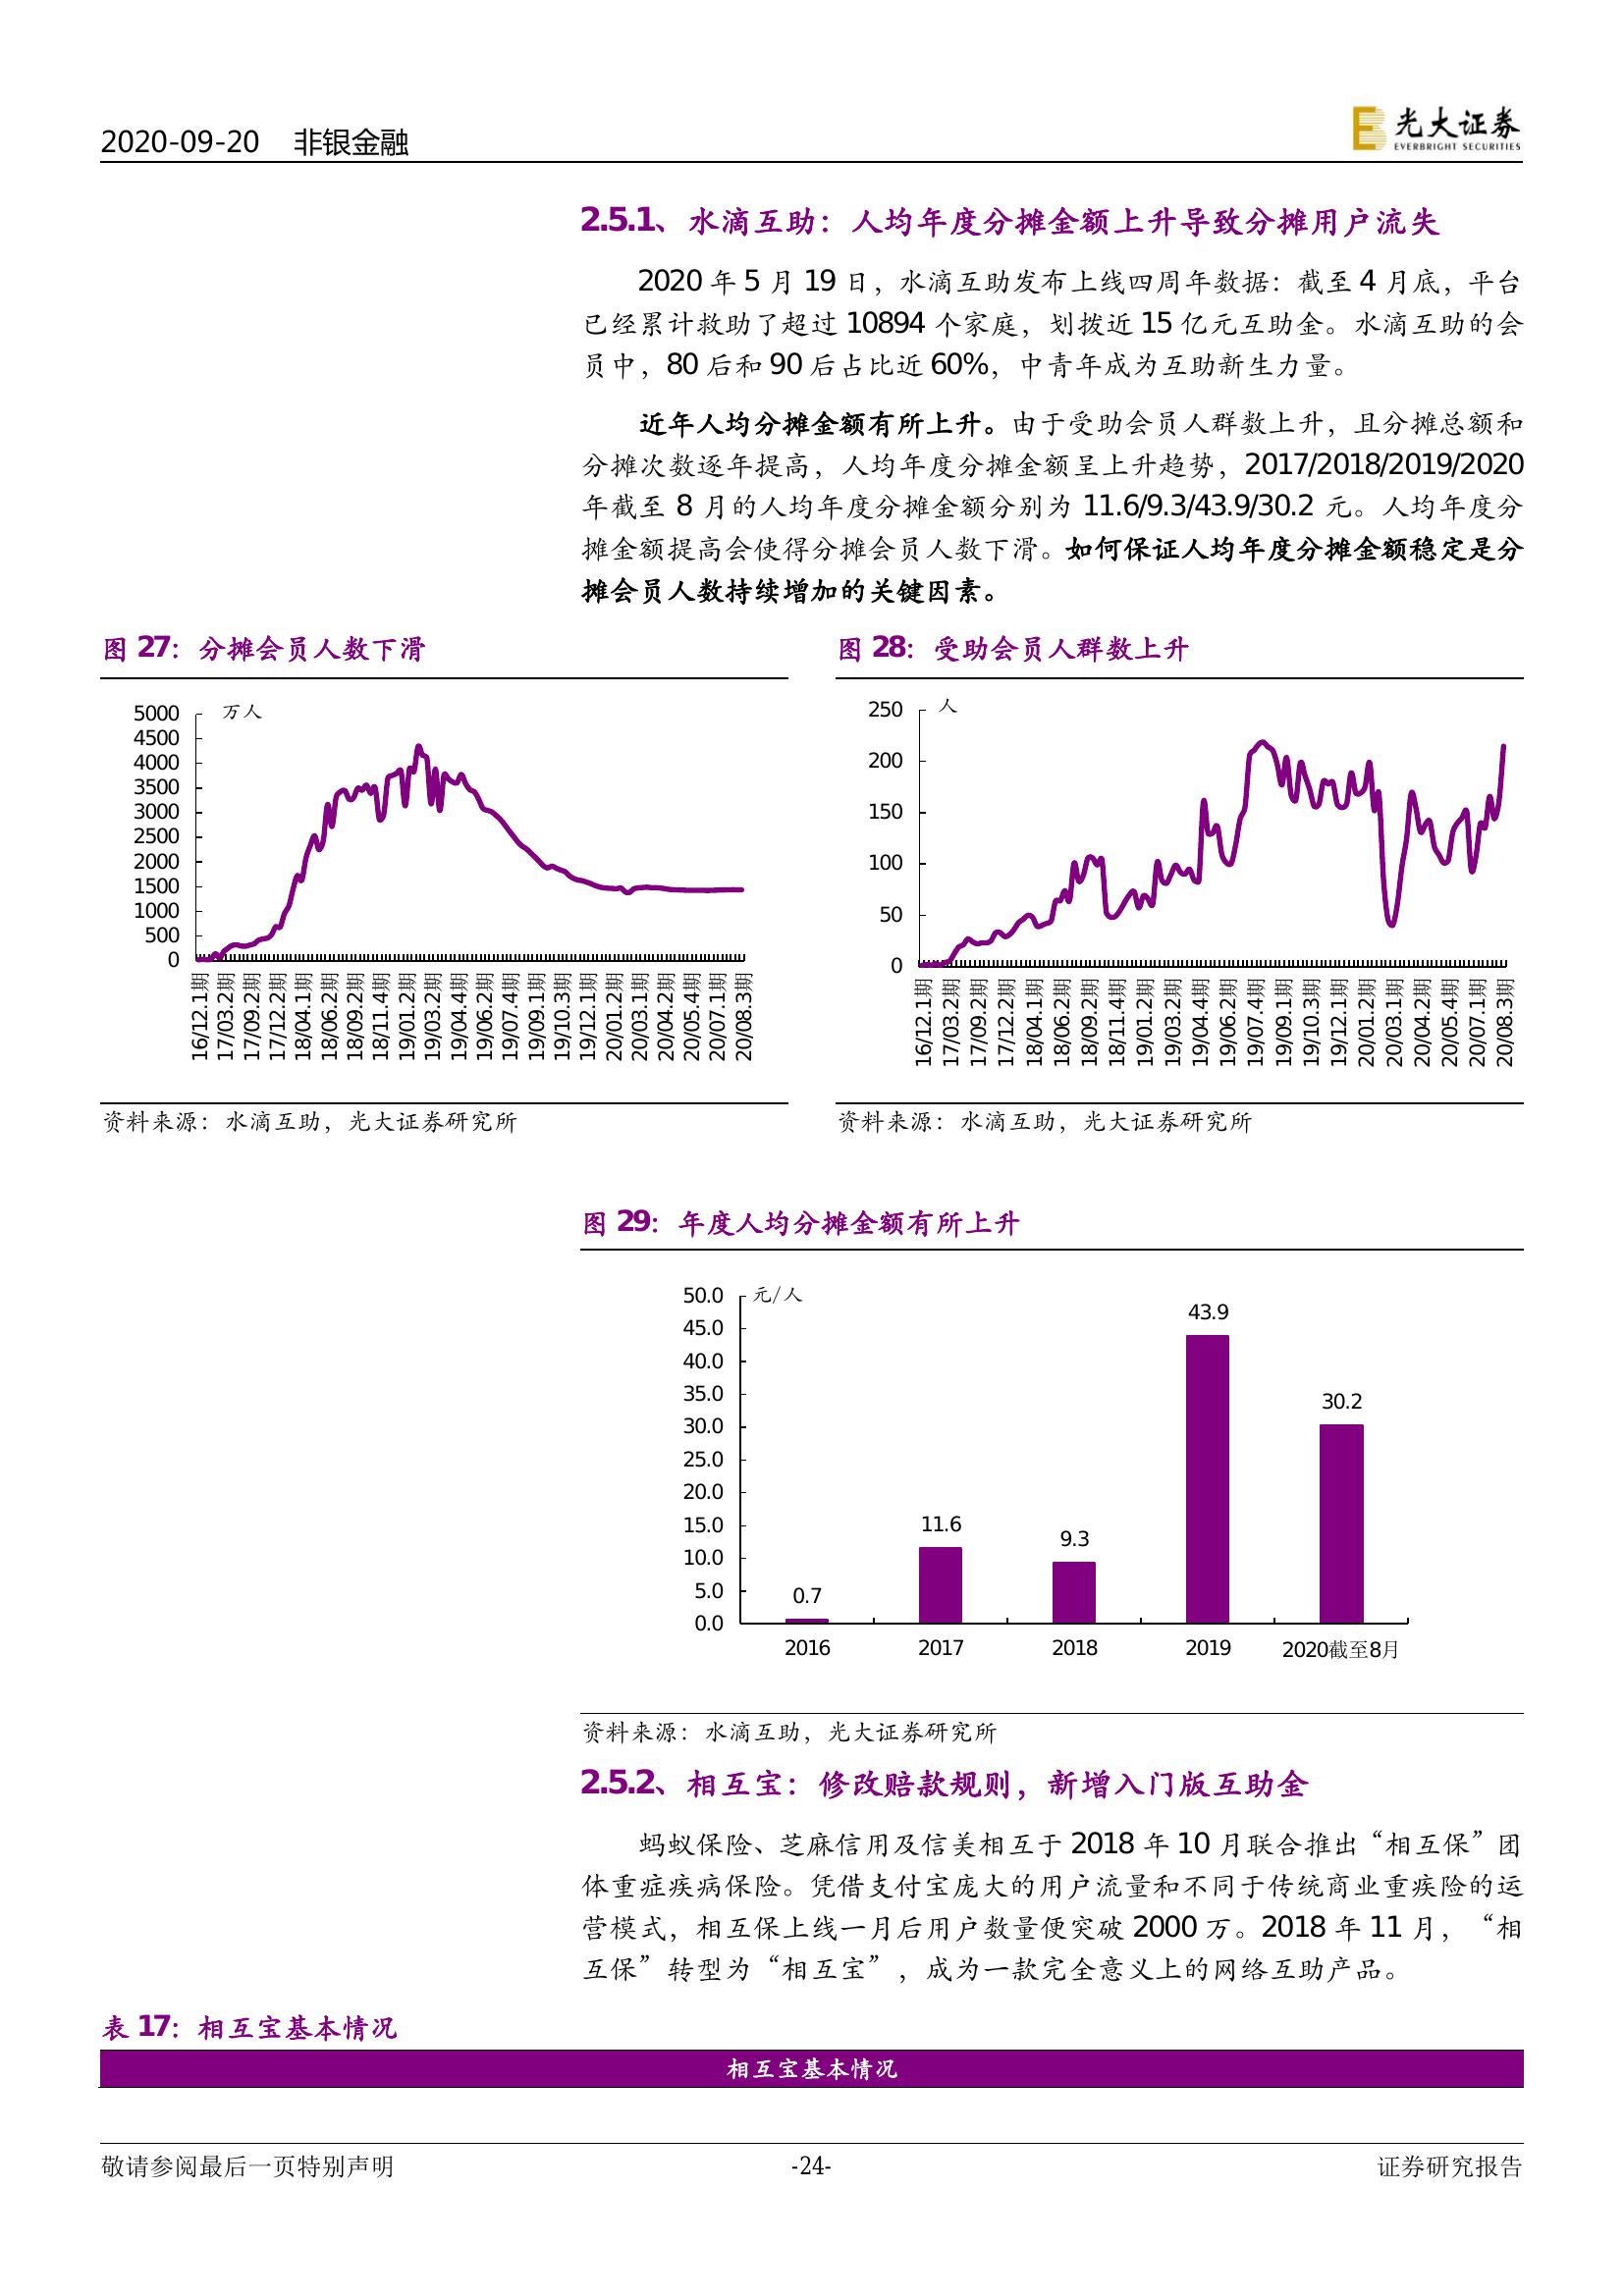 2020-09-20 非银金融
光大证券
EVERBRIGHT SECURITIES
2.5.1、水滴互助：人均年度分摊金额上升导致分摊用户流失
2020 年 5 月 19 日，水滴互助发布上线四周年数据：截至 4 月底，平台
已经累计救助了超过 10894 个家庭，划拨近 15 亿元互助金。水滴互助的会
员中，80 后和 90 后占比近 60%，中青年成为互助新生力量。
近年人均分摊金额有所上升。由于受助会员人群数上升，且分摊总额和
分摊次数逐年提高，人均年度分摊金额呈上升趋势，2017/2018/2019/2020
年截至 8 月的人均年度分摊金额分别为 11.6/9.3/43.9/30.2 元。人均年度分
摊金额提高会使得分摊会员人数下滑。如何保证人均年度分摊金额稳定是分
摊会员人数持续增加的关键因素。
图 27：分摊会员人数下滑
万人
5000
4500
4000
3500
3000
2500
2000
1500
1000
500
0
16/12.1期
17/03.2期
17/09.2期
17/12.2期
18/04.1期
18/06.2期
18/09.2期
18/11.4期
19/01.2期
19/03.2期
19/04.4期
19/06.2期
19/07.4期
19/09.1期
19/10.3期
19/12.1期
20/01.2期
20/03.1期
20/04.2期
20/05.4期
20/07.1期
20/08.3期
资料来源：水滴互助，光大证券研究所
图 28：受助会员人群数上升
人
250
200
150
100
50
0
16/12.1期
17/03.2期
17/09.2期
17/12.2期
18/04.1期
18/06.2期
18/09.2期
18/11.4期
19/01.2期
19/03.2期
19/04.4期
19/06.2期
19/07.4期
19/09.1期
19/10.3期
19/12.1期
20/01.2期
20/03.1期
20/04.2期
20/05.4期
20/07.1期
20/08.3期
资料来源：水滴互助，光大证券研究所
图 29：年度人均分摊金额有所上升
元/人
50.0
45.0
40.0
35.0
30.0
25.0
20.0
15.0
10.0
5.0
0.0
0.7
11.6
9.3
43.9
30.2
2016
2017
2018
2019
2020截至8月
资料来源：水滴互助，光大证券研究所
2.5.2、相互宝：修改赔款规则，新增入门版互助金
蚂蚁保险、芝麻信用及信美相互于 2018 年 10 月联合推出“相互保”团
体重症疾病保险。凭借支付宝庞大的用户流量和不同于传统商业重疾险的运
营模式，相互保上线一月后用户数量便突破 2000 万。2018 年 11 月，“相
互保”转型为“相互宝”，成为一款完全意义上的网络互助产品。
表 17：相互宝基本情况
相互宝基本情况
敬请参阅最后一页特别声明
-24-
证券研究报告